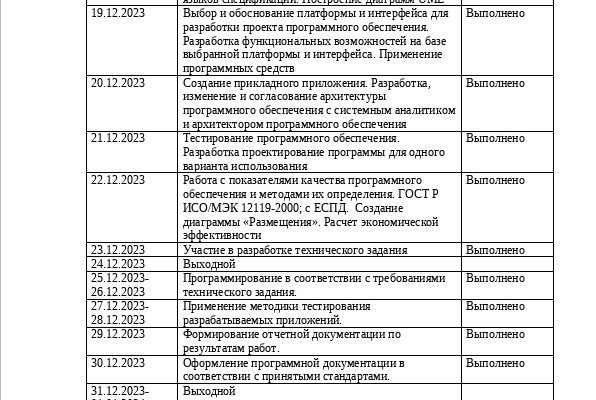 языков спецификации. Построение диаграмм UML
19.12.2023
Выбор и обоснование платформы и интерфейса для
разработки проекта программного обеспечения.
Разработка функциональных возможностей на базе
выбранной платформы и интерфейса. Применение
программных средств
Выполнено
20.12.2023
Создание прикладного приложения. Разработка,
изменение и согласование архитектуры
программного обеспечения с системным аналитиком
и архитектором программного обеспечения
Выполнено
21.12.2023
Тестирование программного обеспечения.
Разработка проектирование программы для одного
варианта использования
Выполнено
22.12.2023
Работа с показателями качества программного
обеспечения и методами их определения. ГОСТ Р
ИСО/МЭК 12119-2000; с ЕСПД. Создание
диаграммы «Размещения». Расчет экономической
эффективности
Выполнено
23.12.2023
Участие в разработке технического задания
Выполнено
24.12.2023
Выходной
25.12.2023-
26.12.2023
Программирование в соответствии с требованиями
технического задания.
Выполнено
27.12.2023-
28.12.2023
Применение методики тестирования
разрабатываемых приложений.
Выполнено
29.12.2023
Формирование отчетной документации по
результатам работ.
Выполнено
30.12.2023
Оформление программной документации в
соответствии с принятыми стандартами.
Выполнено
31.12.2023-
Выходной